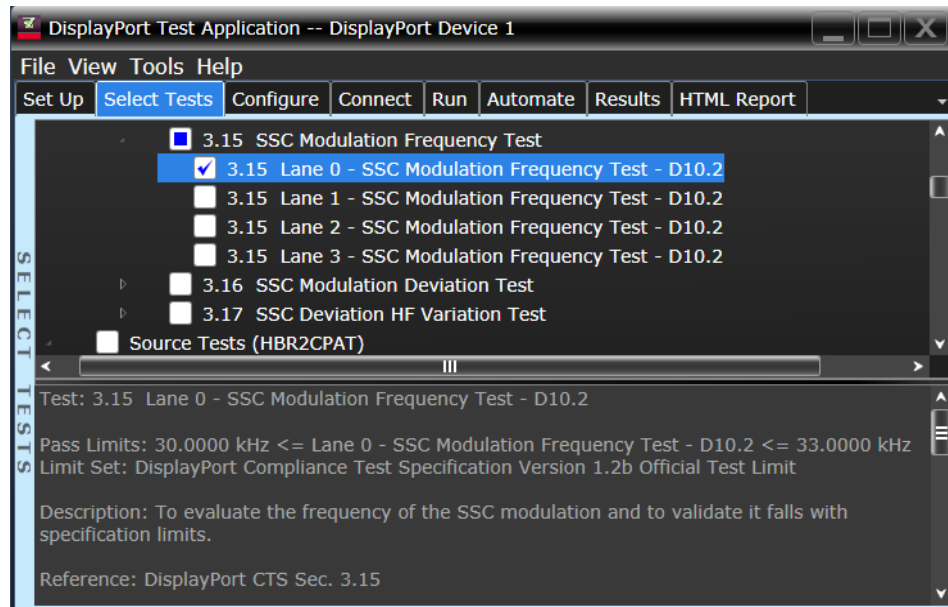 DisplayPort Test Application -- DisplayPort Device 1
File View Tools Help
Set Up Select Tests Configure Connect Run Automate Results HTML Report
SELECT TESTS
3.15 SSC Modulation Frequency Test
3.15 Lane 0 - SSC Modulation Frequency Test - D10.2
3.15 Lane 1 - SSC Modulation Frequency Test - D10.2
3.15 Lane 2 - SSC Modulation Frequency Test - D10.2
3.15 Lane 3 - SSC Modulation Frequency Test - D10.2
3.16 SSC Modulation Deviation Test
3.17 SSC Deviation HF Variation Test
Source Tests (HBR2CPAT)
Test: 3.15 Lane 0 - SSC Modulation Frequency Test - D10.2
Pass Limits: 30.0000 kHz <= Lane 0 - SSC Modulation Frequency Test - D10.2 <= 33.0000 kHz
Limit Set: DisplayPort Compliance Test Specification Version 1.2b Official Test Limit
Description: To evaluate the frequency of the SSC modulation and to validate it falls with
specification limits.
Reference: DisplayPort CTS Sec. 3.15